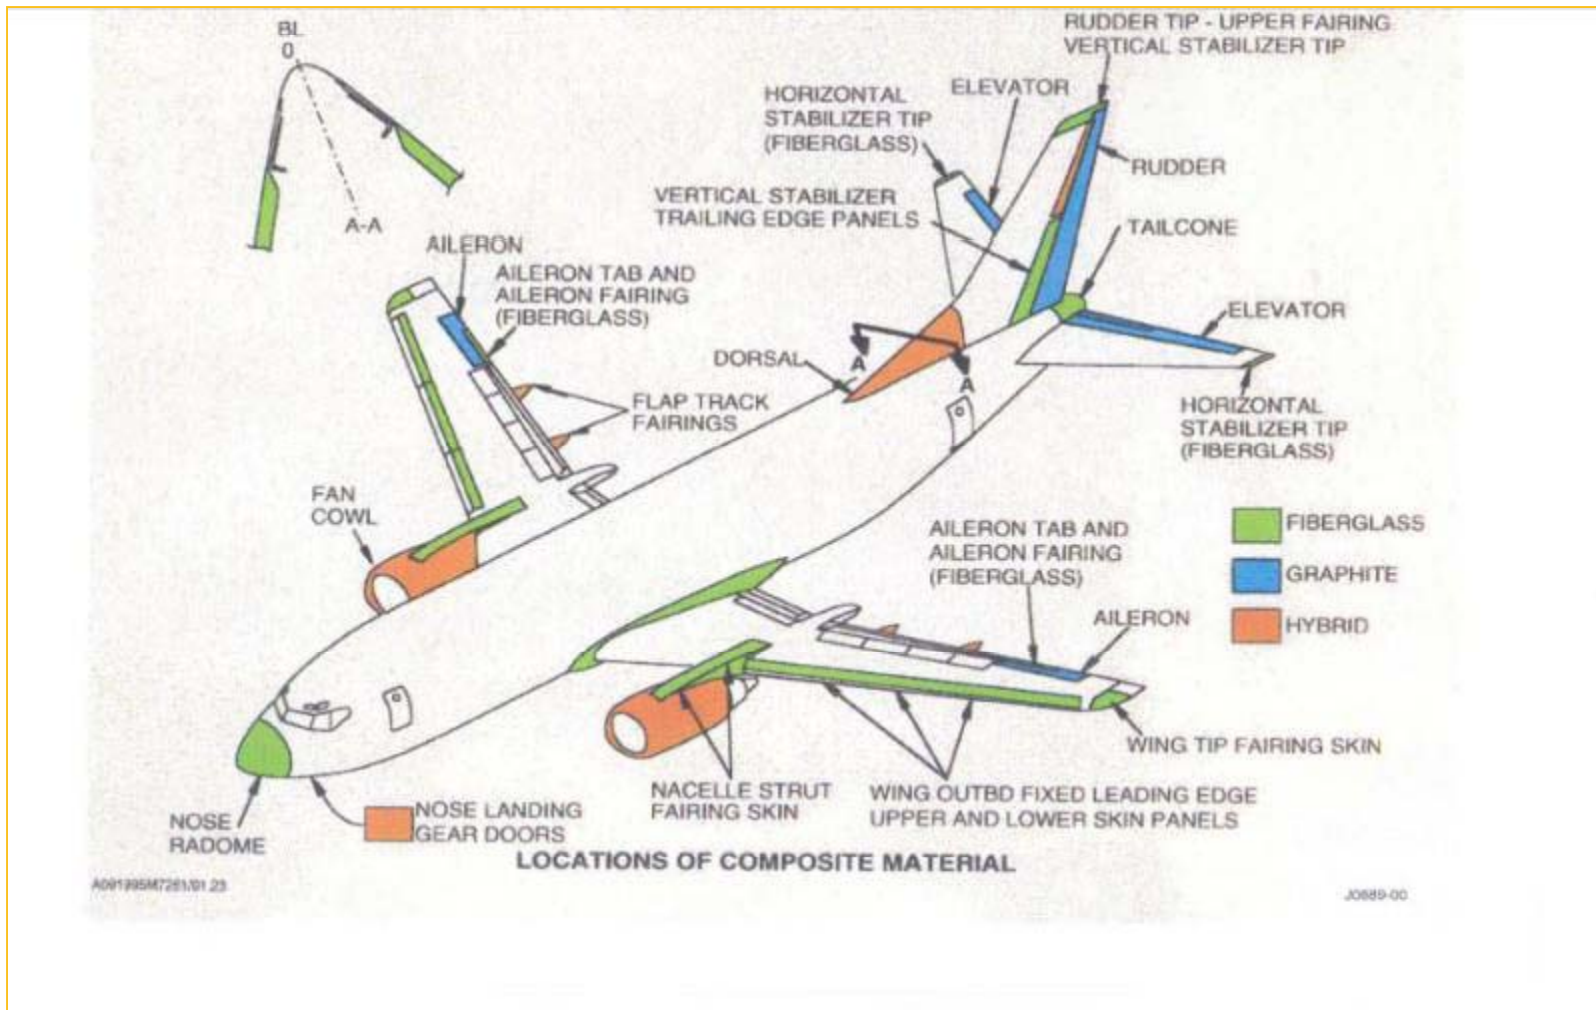 BL
0
A-A
RUDDER TIP - UPPER FAIRING
VERTICAL STABILIZER TIP
HORIZONTAL
STABILIZER TIP
(FIBERGLASS)
ELEVATOR
RUDDER
VERTICAL STABILIZER
TRAILING EDGE PANELS
TAILCONE
AILERON
AILERON TAB AND
AILERON FAIRING
(FIBERGLASS)
ELEVATOR
DORSAL
A
A
FLAP TRACK
FAIRINGS
HORIZONTAL
STABILIZER TIP
(FIBERGLASS)
FAN
COWL
AILERON TAB AND
AILERON FAIRING
(FIBERGLASS)
FIBERGLASS
GRAPHITE
HYBRID
AILERON
WING TIP FAIRING SKIN
NACELLE STRUT
FAIRING SKIN
WING OUTBD FIXED LEADING EDGE
UPPER AND LOWER SKIN PANELS
NOSE LANDING
GEAR DOORS
NOSE
RADOME
LOCATIONS OF COMPOSITE MATERIAL
J0689-00